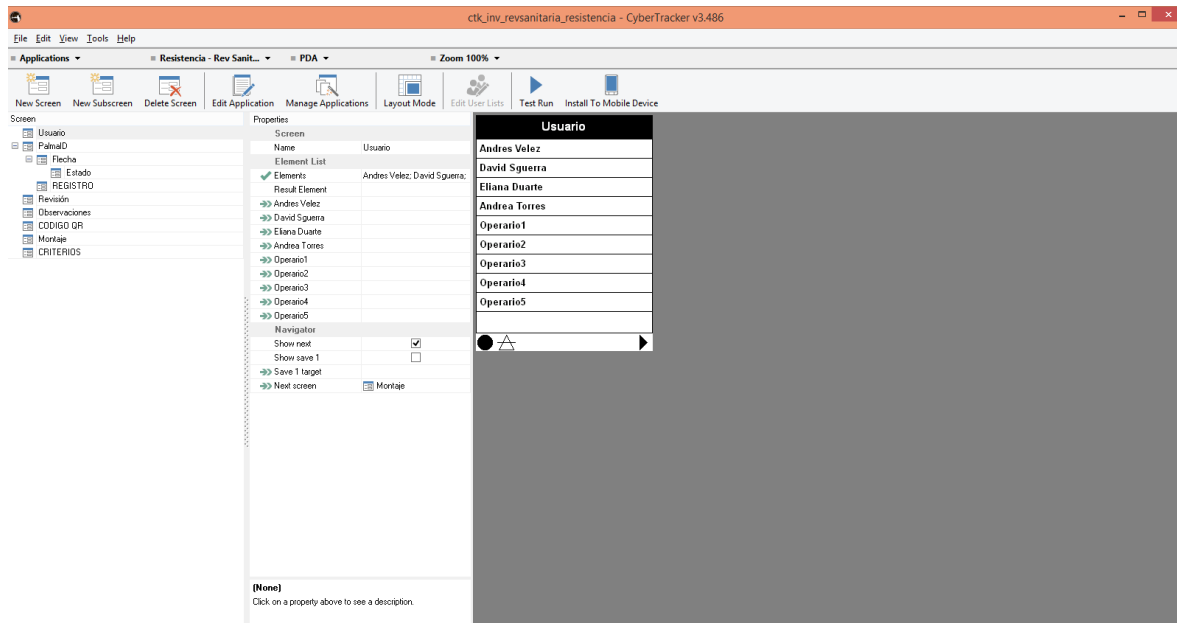 ctk_inv_revsanitaria_resistencia - CyberTracker v3.486
File Edit View Tools Help
Applications Resistencia - Rev Sanit... PDA Zoom 100%
New Screen New Subscreen Delete Screen Edit Application Manage Applications Layout Mode Edit User Lists Test Run Install To Mobile Device
Screen
Usuario
PalmaID
Flecha
Estado
REGISTRO
Revisión
Observaciones
CODIGO QR
Montaje
CRITERIOS
Properties
Screen
Name Usuario
Element List
Elements Andres Velez; David Sguerra;
Result Element
Andres Velez
David Sguerra
Eliana Duarte
Andrea Torres
Operario1
Operario2
Operario3
Operario4
Operario5
Navigator
Show next
Show save 1
Save 1 target
Next screen Montaje
(None)
Click on a property above to see a description.
Usuario
Andres Velez
David Sguerra
Eliana Duarte
Andrea Torres
Operario1
Operario2
Operario3
Operario4
Operario5